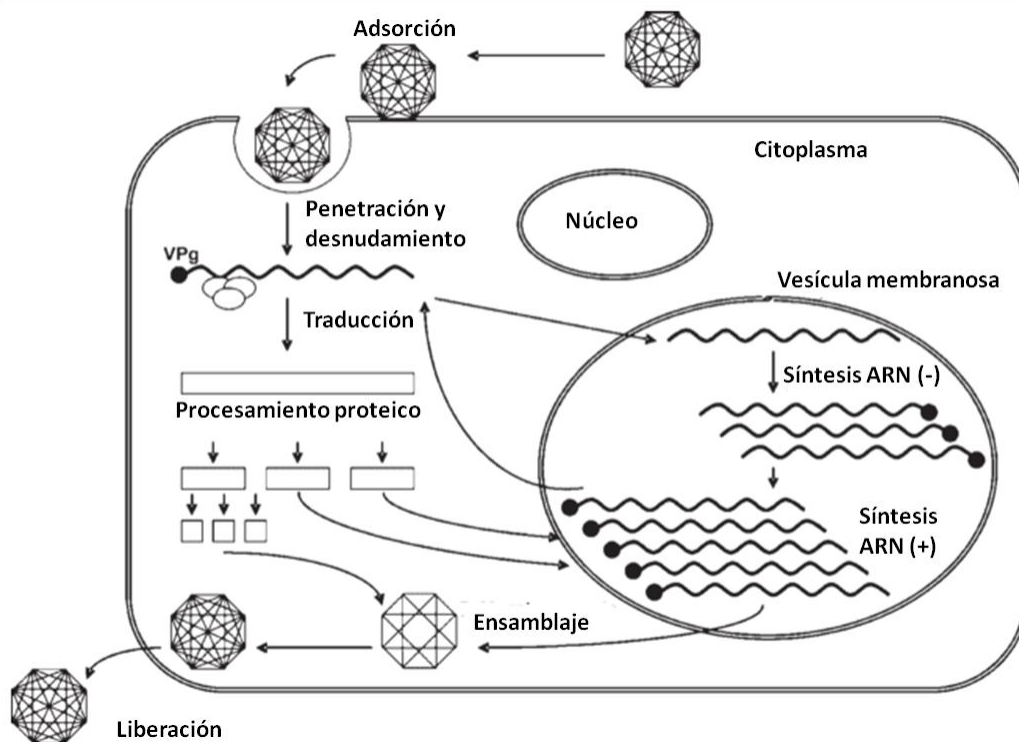 Adsorción
Citoplasma
Penetración y
desnudamiento
Núcleo
VPg
Vesícula membranosa
Traducción
Síntesis ARN (-)
Procesamiento proteico
Síntesis
ARN (+)
Ensamblaje
Liberación